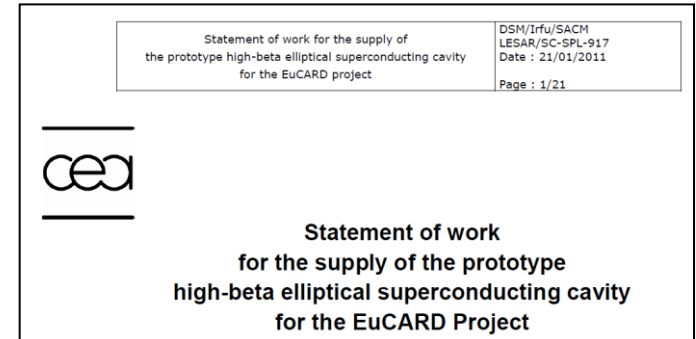 Statement of work for the supply of
the prototype high-beta elliptical superconducting cavity
for the EuCARD project
DSM/Irfu/SACM
LESAR/SC-SPL-917
Date : 21/01/2011
Page : 1/21
cea
Statement of work
for the supply of the prototype
high-beta elliptical superconducting cavity
for the EuCARD Project